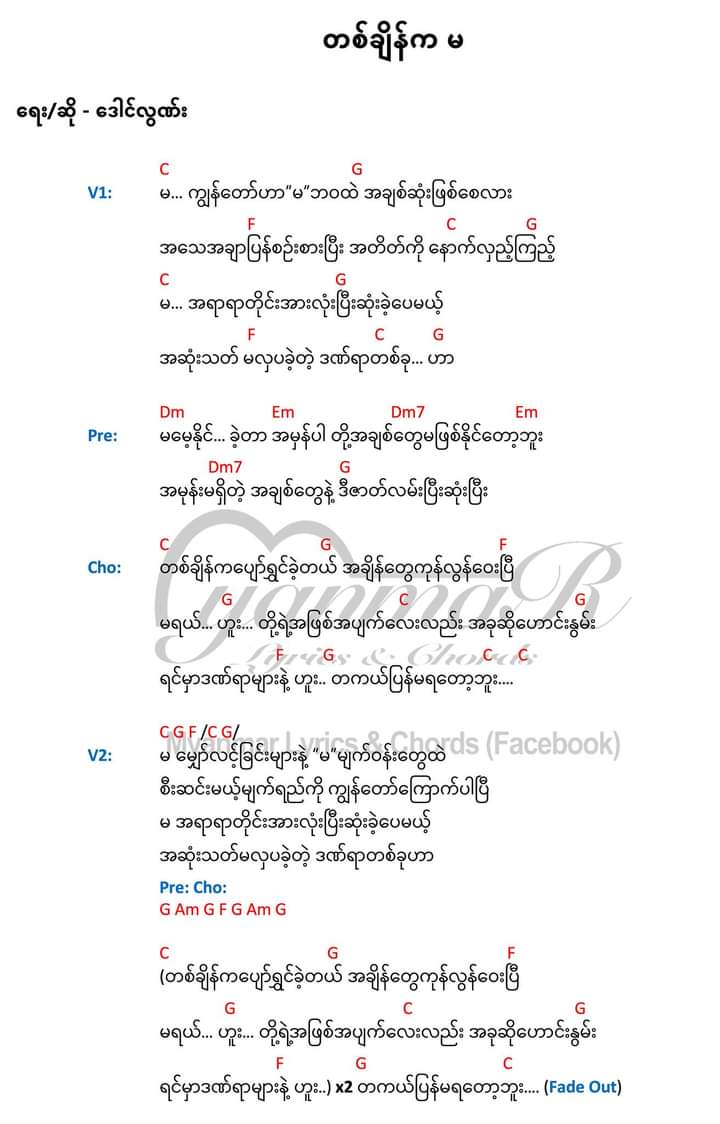 တစ်ချိန်က မ
ရေး/ဆို - ဒေါင်လွဏ်း
C G
V1: မ... ကျွန်တော်ဟာ"မ"ဘဝထဲ အချစ်ဆုံးဖြစ်စေလား
F C G
အသေအချာပြန်စဉ်းစားပြီး အတိတ်ကို နောက်လှည့်ကြည့်
C G
မ... အရာရာတိုင်းအားလုံးပြီးဆုံးခဲ့ပေမယ့်
F C G
အဆုံးသတ် မလှပခဲ့တဲ့ ဒဏ်ရာတစ်ခု... ဟာ
Dm Em Dm7 Em
Pre: မမေ့နိုင်... ခဲ့တာ အမှန်ပါ တို့အချစ်တွေမဖြစ်နိုင်တော့ဘူး
Dm7 G
အမုန်းမရှိတဲ့ အချစ်တွေနဲ့ ဒီဇာတ်လမ်းပြီးဆုံးပြီး
C G F
Cho: တစ်ချိန်ကပျော်ရွှင်ခဲ့တယ် အချိန်တွေကုန်လွန်ဝေးပြီ
G C G
မရယ်... ဟူး... တို့ရဲ့အဖြစ်အပျက်လေးလည်း အခုဆိုဟောင်းနွမ်း
F G C C
ရင်မှာဒဏ်ရာများနဲ့ ဟူး.. တကယ်ပြန်မရတော့ဘူး....
C G F /C G/
V2: မ မျှော်လင့်ခြင်းများနဲ့ "မ"မျက်ဝန်းတွေထဲ
စီးဆင်းမယ့်မျက်ရည်ကို ကျွန်တော်ကြောက်ပါပြီ
မ အရာရာတိုင်းအားလုံးပြီးဆုံးခဲ့ပေမယ့်
အဆုံးသတ်မလှပခဲ့တဲ့ ဒဏ်ရာတစ်ခုဟာ
Pre: Cho:
G Am G F G Am G
C G F
(တစ်ချိန်ကပျော်ရွှင်ခဲ့တယ် အချိန်တွေကုန်လွန်ဝေးပြီ
G C G
မရယ်... ဟူး... တို့ရဲ့အဖြစ်အပျက်လေးလည်း အခုဆိုဟောင်းနွမ်း
F G C
ရင်မှာဒဏ်ရာများနဲ့ ဟူး..) x2 တကယ်ပြန်မရတော့ဘူး.... (Fade Out)
MyanmaR
Lyrics & Chords
Myanmar Lyrics & Chords (Facebook)